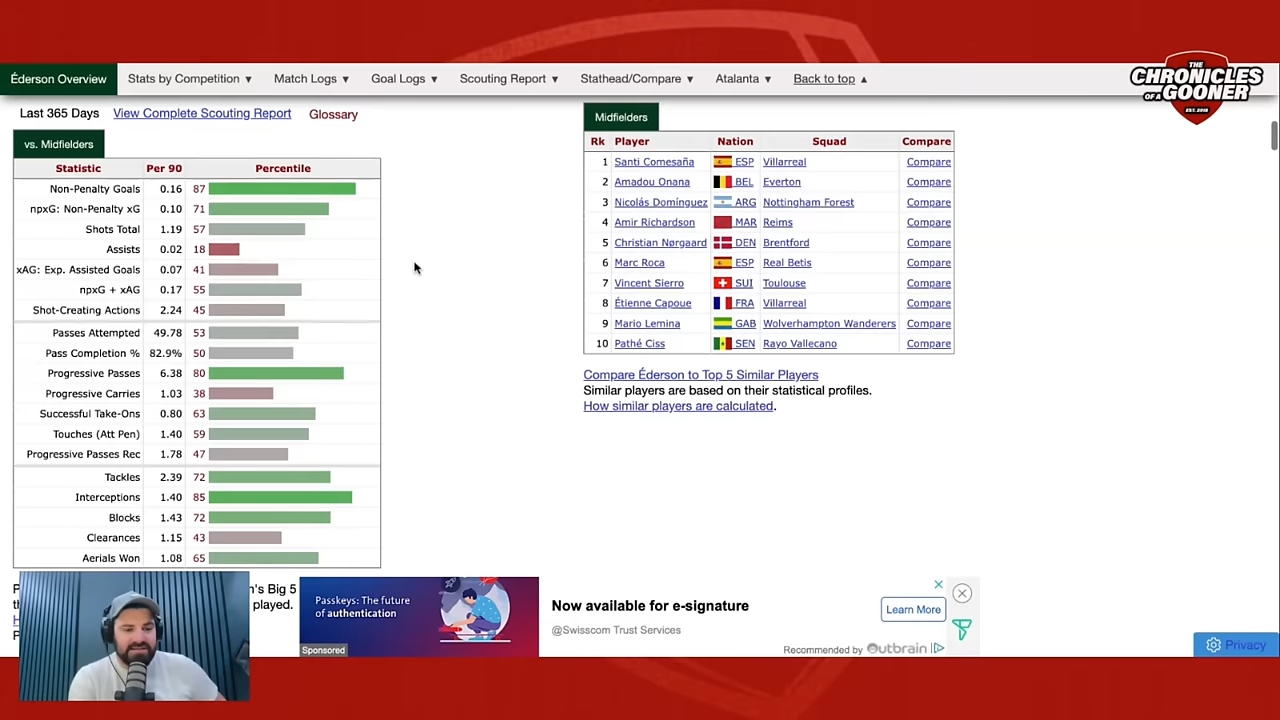 Éderson Overview Stats by Competition ▼ Match Logs ▼ Goal Logs ▼ Scouting Report ▼ Stathead/Compare ▼ Atalanta ▼ Back to top ▲
THE
CHRONICLES
OF A GOONER
EST. 2018
Last 365 Days View Complete Scouting Report Glossary
vs. Midfielders
Statistic Per 90 Percentile
Non-Penalty Goals 0.16 87
npxG: Non-Penalty xG 0.10 71
Shots Total 1.19 57
Assists 0.02 18
xAG: Exp. Assisted Goals 0.07 41
npxG + xAG 0.17 55
Shot-Creating Actions 2.24 45
Passes Attempted 49.78 53
Pass Completion % 82.9% 50
Progressive Passes 6.38 80
Progressive Carries 1.03 38
Successful Take-Ons 0.80 63
Touches (Att Pen) 1.40 59
Progressive Passes Rec 1.78 47
Tackles 2.39 72
Interceptions 1.40 85
Blocks 1.43 72
Clearances 1.15 43
Aerials Won 1.08 65
Midfielders
Rk Player Nation Squad Compare
1 Santi Comesaña ESP Villarreal Compare
2 Amadou Onana BEL Everton Compare
3 Nicolás Domínguez ARG Nottingham Forest Compare
4 Amir Richardson MAR Reims Compare
5 Christian Nørgaard DEN Brentford Compare
6 Marc Roca ESP Real Betis Compare
7 Vincent Sierro SUI Toulouse Compare
8 Étienne Capoue FRA Villarreal Compare
9 Mario Lemina GAB Wolverhampton Wanderers Compare
10 Pathé Ciss SEN Rayo Vallecano Compare
Compare Éderson to Top 5 Similar Players
Similar players are based on their statistical profiles.
How similar players are calculated.
n's Big 5
played.
Passkeys: The future
of authentication
Sponsored
Now available for e-signature
@Swisscom Trust Services
Learn More
Recommended by Outbrain
Privacy